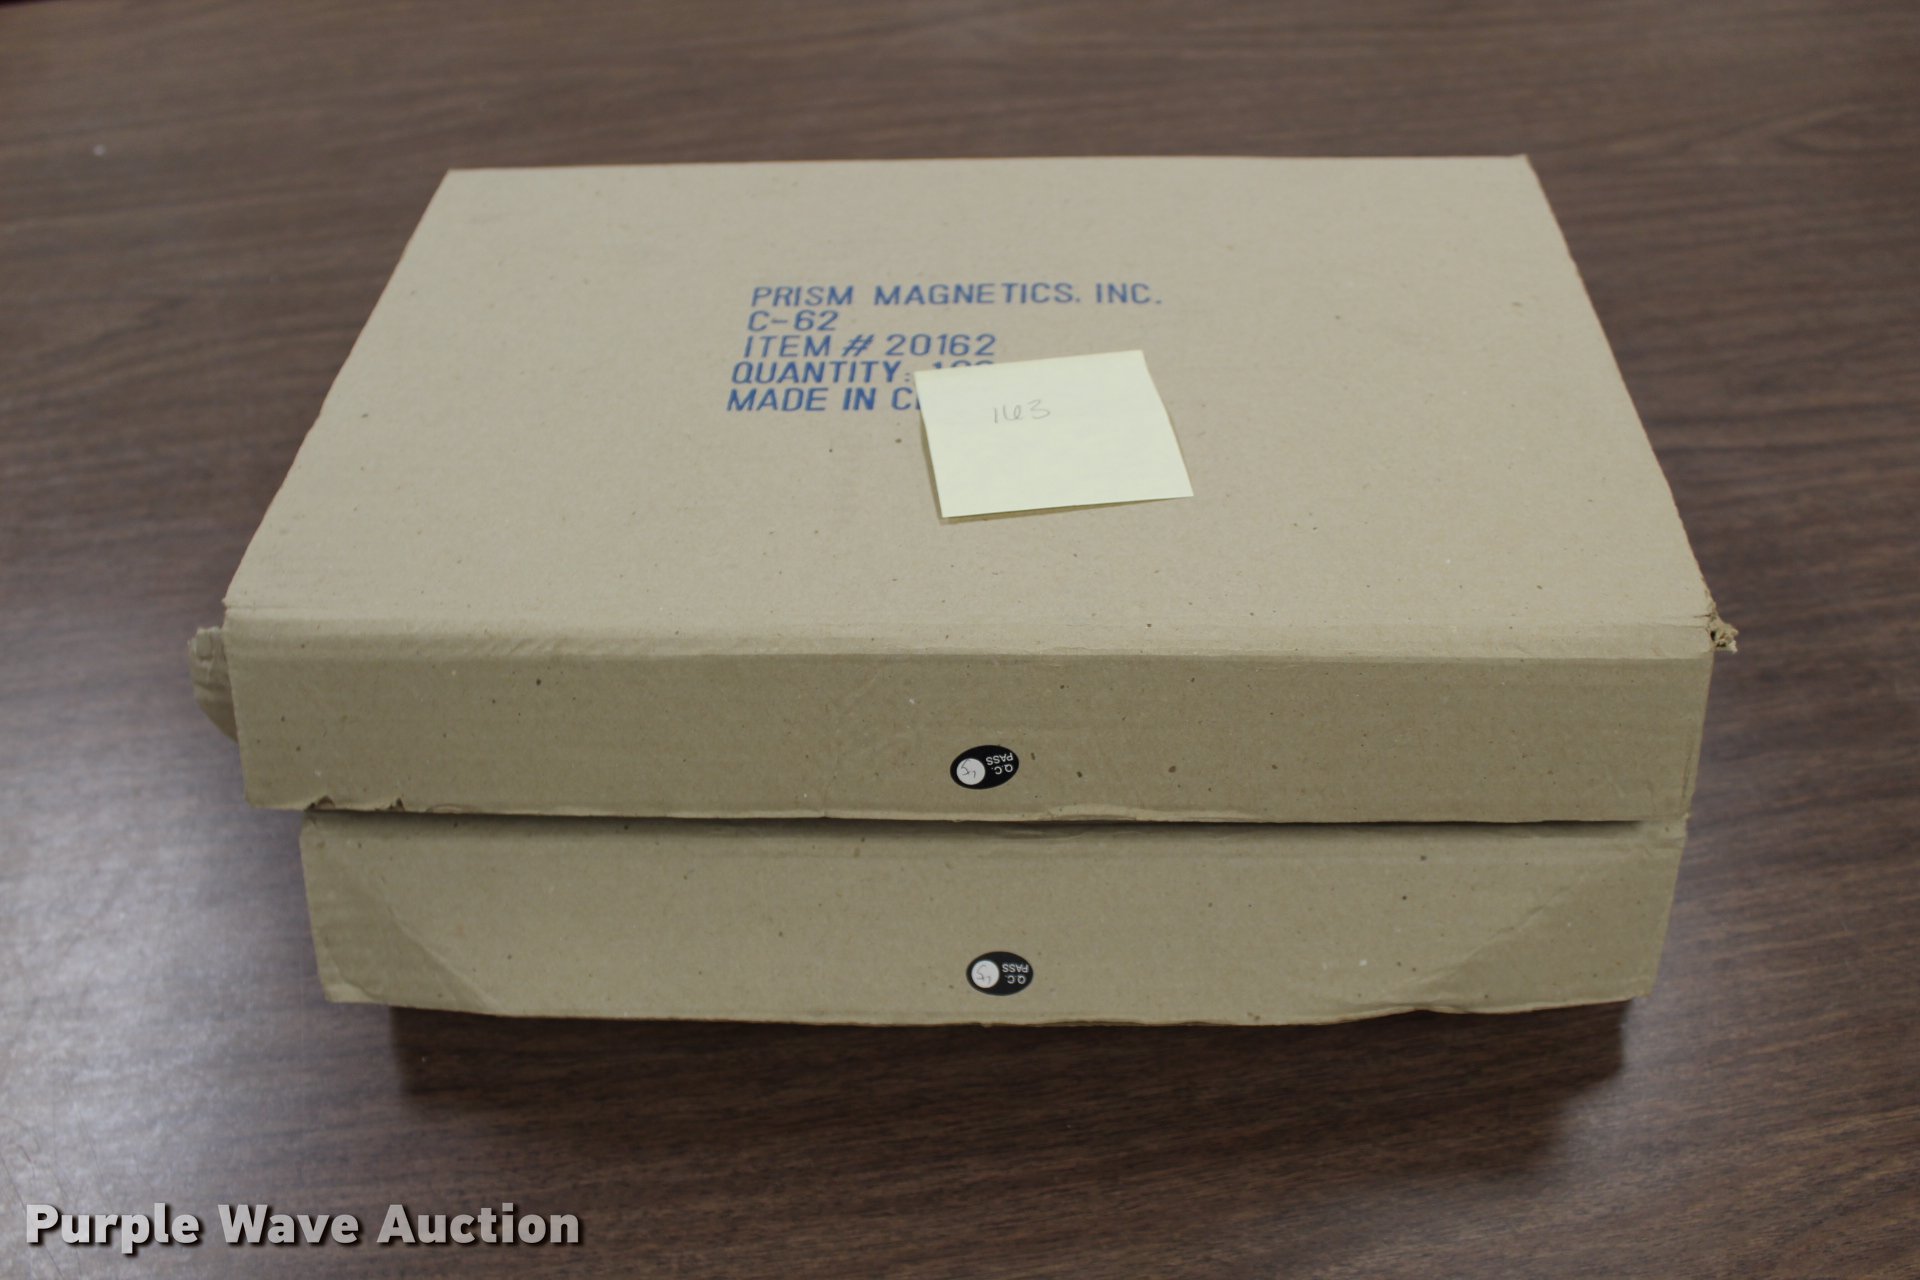 PRISM MAGNETICS. INC.
C-62
ITEM # 20162
QUANTITY:
MADE IN
163
Q.C.
PASS
Q.C.
PASS
Purple Wave Auction